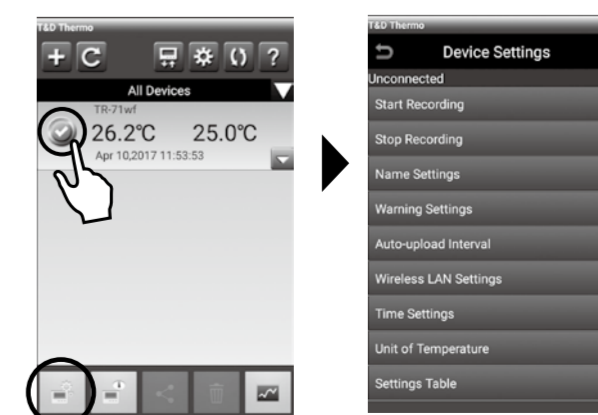 T&D Thermo
All Devices
TR-71wf
26.2℃ 25.0℃
Apr 10,2017 11:53:53
T&D Thermo
Device Settings
Unconnected
Start Recording
Stop Recording
Name Settings
Warning Settings
Auto-upload Interval
Wireless LAN Settings
Time Settings
Unit of Temperature
Settings Table